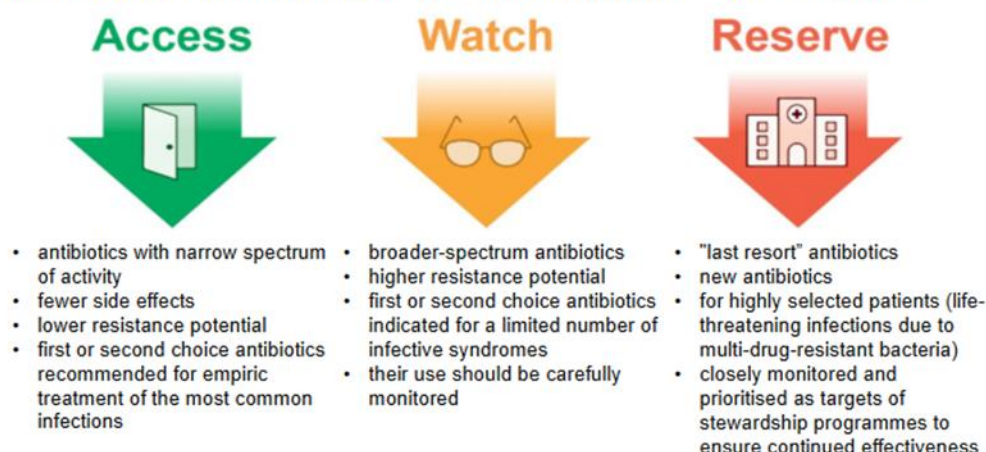 Access
Watch
Reserve
• antibiotics with narrow spectrum
of activity
• fewer side effects
• lower resistance potential
• first or second choice antibiotics
recommended for empiric
treatment of the most common
infections
• broader-spectrum antibiotics
• higher resistance potential
• first or second choice antibiotics
indicated for a limited number of
infective syndromes
• their use should be carefully
monitored
• "last resort" antibiotics
• new antibiotics
• for highly selected patients (life-
threatening infections due to
multi-drug-resistant bacteria)
• closely monitored and
prioritised as targets of
stewardship programmes to
ensure continued effectiveness